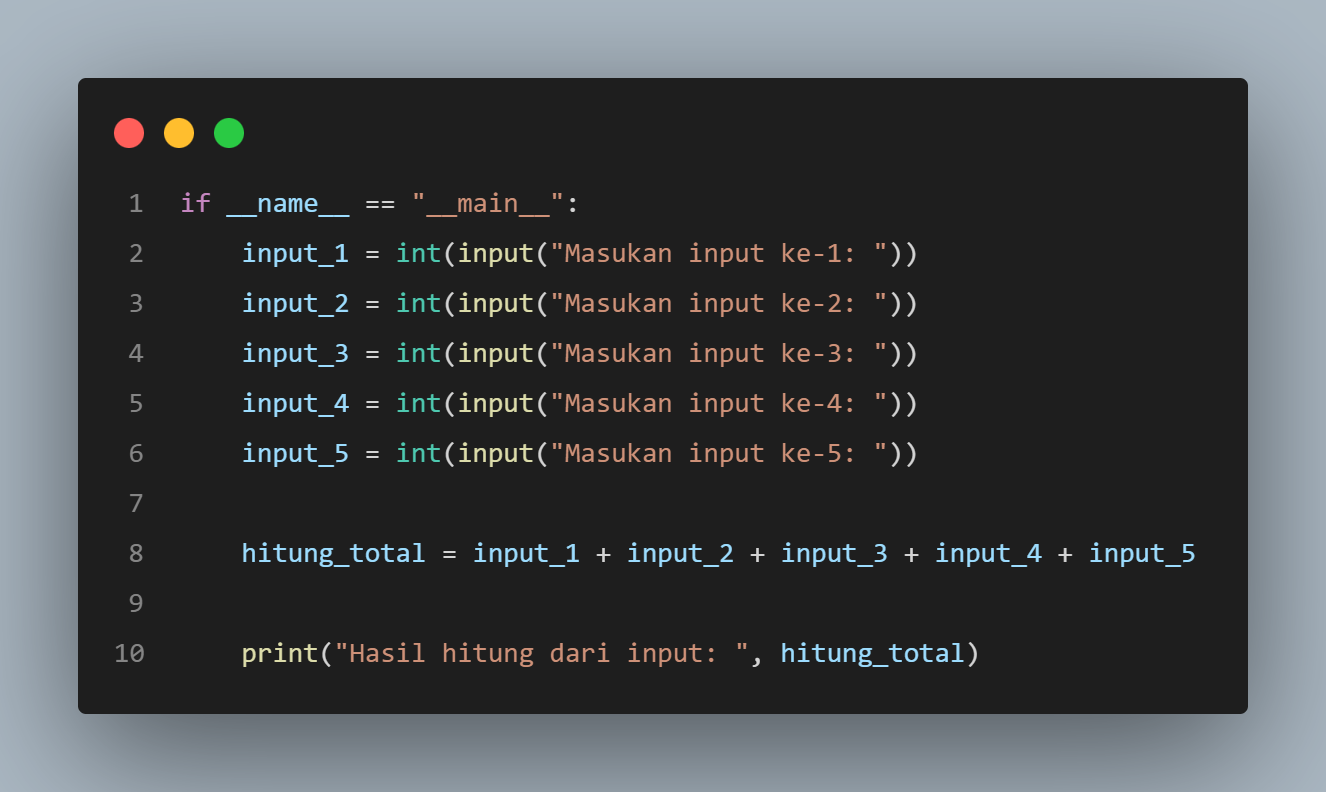 1 if __name__ == "__main__":
2     input_1 = int(input("Masukan input ke-1: "))
3     input_2 = int(input("Masukan input ke-2: "))
4     input_3 = int(input("Masukan input ke-3: "))
5     input_4 = int(input("Masukan input ke-4: "))
6     input_5 = int(input("Masukan input ke-5: "))
7
8     hitung_total = input_1 + input_2 + input_3 + input_4 + input_5
9
10     print("Hasil hitung dari input: ", hitung_total)